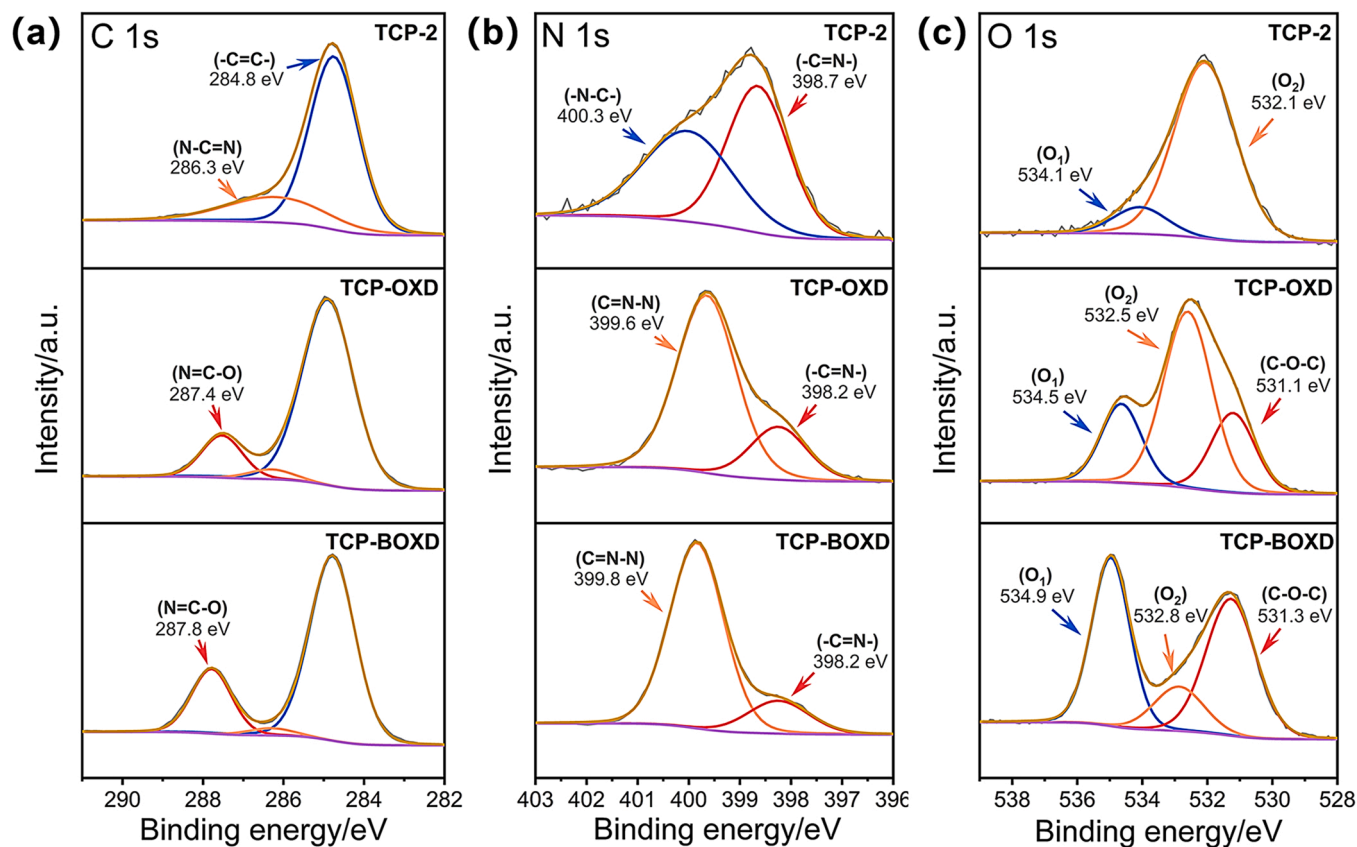 (a)
C 1s
TCP-2
(-C=C-)
284.8 eV
(N-C=N)
286.3 eV
TCP-OXD
(N=C-O)
287.4 eV
TCP-BOXD
(N=C-O)
287.8 eV
Intensity/a.u.
290 288 286 284 282
Binding energy/eV
(b)
N 1s
TCP-2
(-C=N-)
398.7 eV
(-N-C-)
400.3 eV
TCP-OXD
(C=N-N)
399.6 eV
(-C=N-)
398.2 eV
TCP-BOXD
(C=N-N)
399.8 eV
(-C=N-)
398.2 eV
Intensity/a.u.
403 402 401 400 399 398 397 396
Binding energy/eV
(c)
O 1s
TCP-2
(O2)
532.1 eV
(O1)
534.1 eV
TCP-OXD
(O2)
532.5 eV
(O1)
534.5 eV
(C-O-C)
531.1 eV
TCP-BOXD
(O1)
534.9 eV
(O2)
532.8 eV
(C-O-C)
531.3 eV
Intensity/a.u.
538 536 534 532 530 528
Binding energy/eV